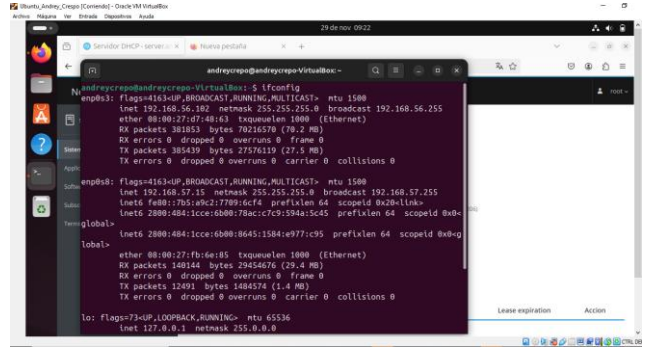 Ubuntu_Andrey_Crespo [Corriendo] - Oracle VM VirtualBox
Archivo Máquina Ver Entrada Dispositivos Ayuda
29 de nov 09:22
Servidor DHCP - server
Nueva pestaña
andreycrepo@andreycrepo-VirtualBox: ~
root
andreycrepo@andreycrepo-VirtualBox:~$ ifconfig
enp0s3: flags=4163<UP,BROADCAST,RUNNING,MULTICAST> mtu 1500
inet 192.168.56.102 netmask 255.255.255.0 broadcast 192.168.56.255
ether 08:00:27:d7:48:63 txqueuelen 1000 (Ethernet)
RX packets 381853 bytes 70216570 (70.2 MB)
RX errors 0 dropped 0 overruns 0 frame 0
TX packets 385439 bytes 27576119 (27.5 MB)
TX errors 0 dropped 0 overruns 0 carrier 0 collisions 0
enp0s8: flags=4163<UP,BROADCAST,RUNNING,MULTICAST> mtu 1500
inet 192.168.57.15 netmask 255.255.255.0 broadcast 192.168.57.255
inet6 fe80::7b5:a9c2:7709:6cf4 prefixlen 64 scopeid 0x20<link>
inet6 2800:484:1cce:6b00:78ac:c7c9:594a:5c45 prefixlen 64 scopeid 0x0<
global>
inet6 2800:484:1cce:6b00:8645:1584:e977:c95 prefixlen 64 scopeid 0x0<g
lobal>
ether 08:00:27:fb:6e:85 txqueuelen 1000 (Ethernet)
RX packets 140144 bytes 29454676 (29.4 MB)
RX errors 0 dropped 0 overruns 0 frame 0
TX packets 12491 bytes 1484574 (1.4 MB)
TX errors 0 dropped 0 overruns 0 carrier 0 collisions 0
lo: flags=73<UP,LOOPBACK,RUNNING> mtu 65536
inet 127.0.0.1 netmask 255.0.0.0
Lease expiration
Accion